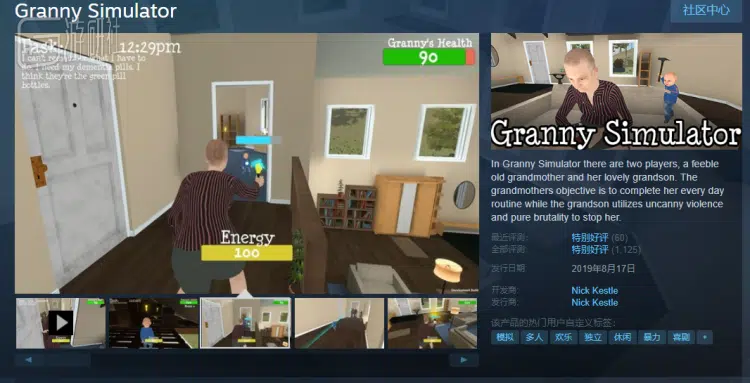 Granny Simulator
社区中心
游研社
Task: 12:29pm
I can't remember what I have to
do, I need my dementia pills. I
think they're the green pill
bottles.
Granny's Health
90
Energy
100
Granny Simulator
In Granny Simulator there are two players, a feeble
old grandmother and her lovely grandson. The
grandmothers objective is to complete her every day
routine while the grandson utilizes uncanny violence
and pure brutality to stop her.
最近评测: 特别好评 (60)
全部评测: 特别好评 (1,125)
发行日期: 2019年8月17日
开发商: Nick Kestle
发行商: Nick Kestle
该产品的热门用户自定义标签:
模拟 多人 欢乐 独立 休闲 暴力 喜剧 +